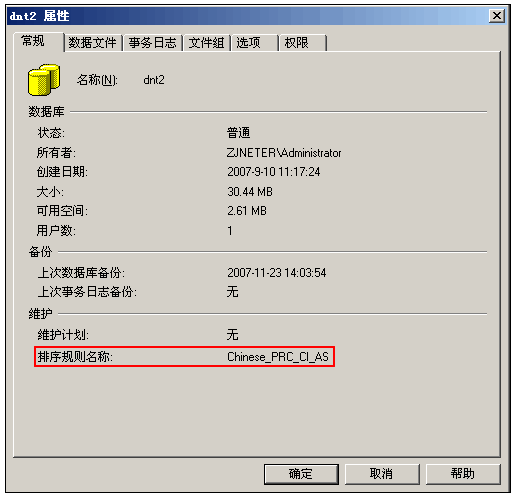 dnt2 属性
常规 数据文件 事务日志 文件组 选项 权限
名称(N): dnt2
数据库
状态: 普通
所有者: ZJNETER\Administrator
创建日期: 2007-9-10 11:17:24
大小: 30.44 MB
可用空间: 2.61 MB
用户数: 1
备份
上次数据库备份: 2007-11-23 14:03:54
上次事务日志备份: 无
维护
维护计划: 无
排序规则名称: Chinese_PRC_CI_AS
确定 取消 帮助